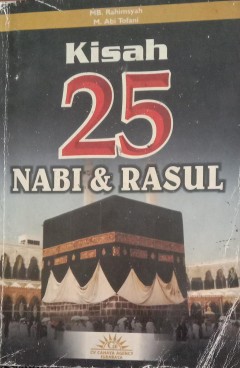 MB. Rahimsyah
M. Abi Tofani
Kisah
25
NABI & RASUL